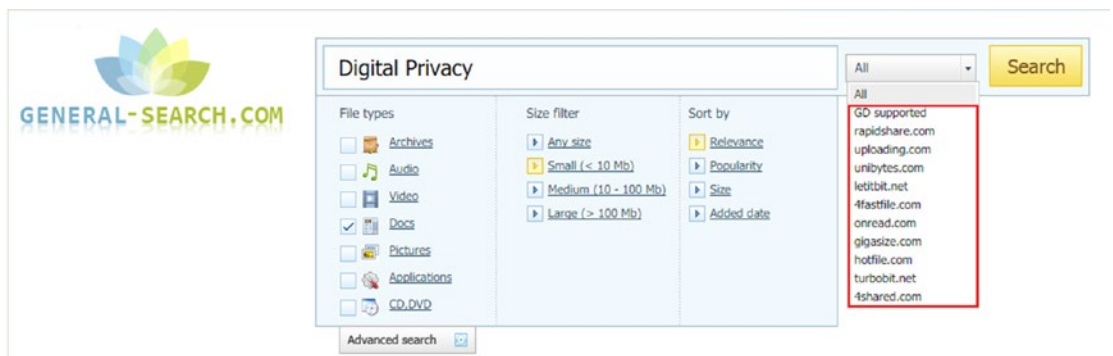 GENERAL-SEARCH.COM
Digital Privacy
All
Search
File types
Archives
Audio
Video
Docs
Pictures
Applications
CD,DVD
Size filter
Any size
Small (< 10 Mb)
Medium (10 - 100 Mb)
Large (> 100 Mb)
Sort by
Relevance
Popularity
Size
Added date
All
GD supported
rapidshare.com
uploading.com
unibytes.com
letitbit.net
4fastfile.com
onread.com
gigasize.com
hotfile.com
turbobit.net
4shared.com
Advanced search